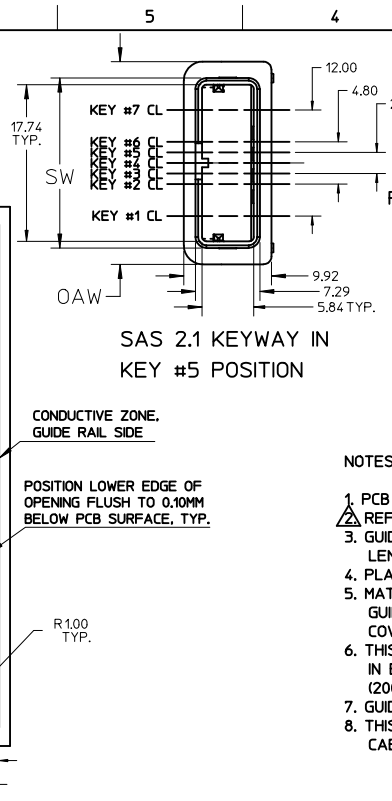 5
4
12.00
4.80
KEY #7 CL
17.74
TYP.
KEY #6 CL
KEY #5 CL
KEY #4 CL
KEY #3 CL
KEY #2 CL
SW
KEY #1 CL
OAW
9.92
7.29
5.84 TYP.
SAS 2.1 KEYWAY IN
KEY #5 POSITION
CONDUCTIVE ZONE,
GUIDE RAIL SIDE
POSITION LOWER EDGE OF
OPENING FLUSH TO 0.10MM
BELOW PCB SURFACE, TYP.
R1.00
TYP.
NOTES
1. PCB
2. REF
3. GUID
LEN
4. PLA
5. MAT
GUI
COV
6. THIS
IN E
(200
7. GUID
8. THIS
CAE